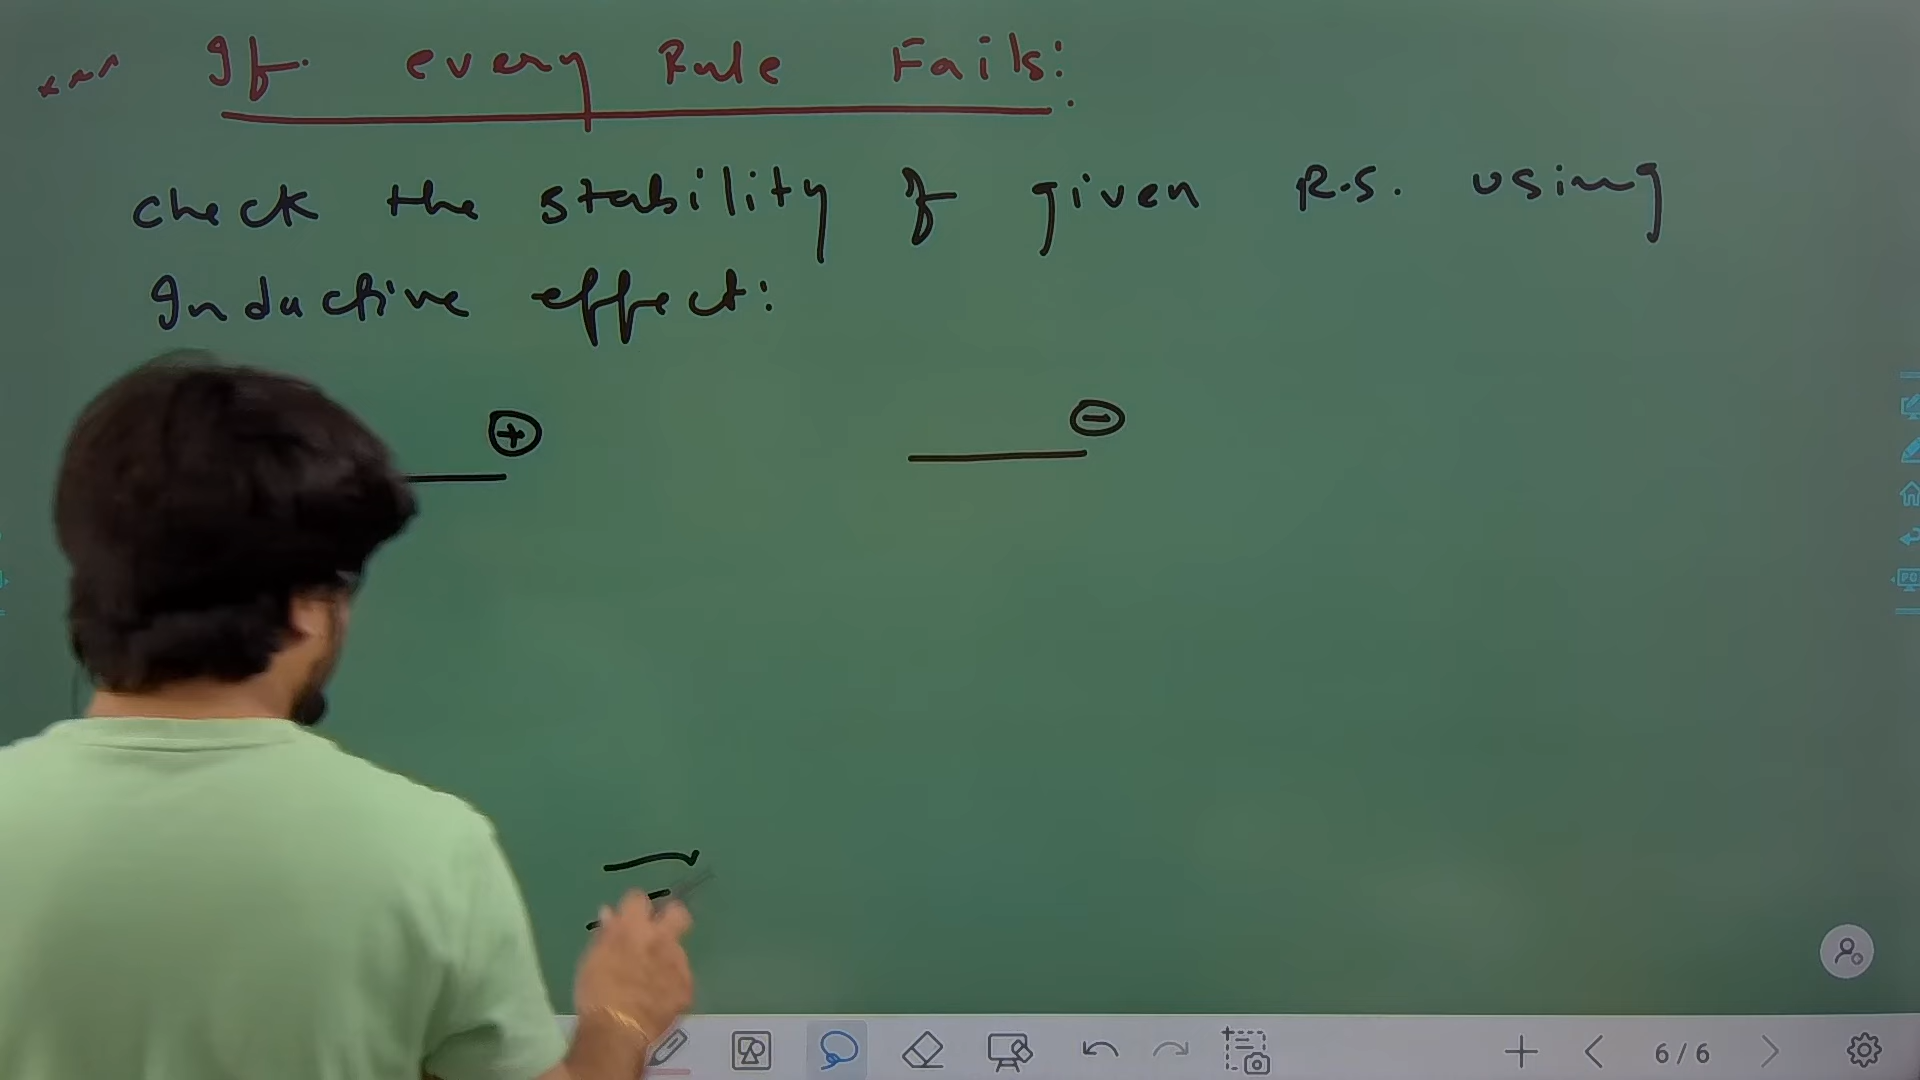 If every Rule Fails:
check the stability of given R.S. using
Inductive effect:
+
−
6/6